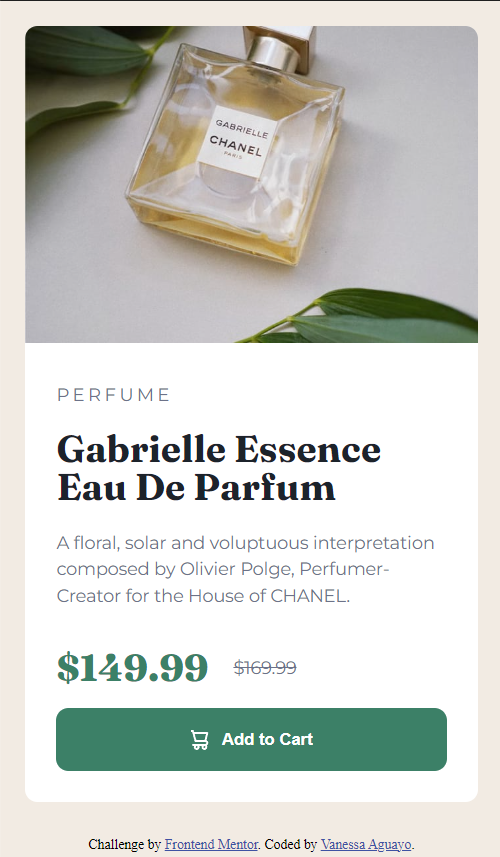 GABRIELLE
CHANEL
PARIS
PERFUME
Gabrielle Essence
Eau De Parfum
A floral, solar and voluptuous interpretation
composed by Olivier Polge, Perfumer-
Creator for the House of CHANEL.
$149.99 $169.99
Add to Cart
Challenge by Frontend Mentor. Coded by Vanessa Aguayo.